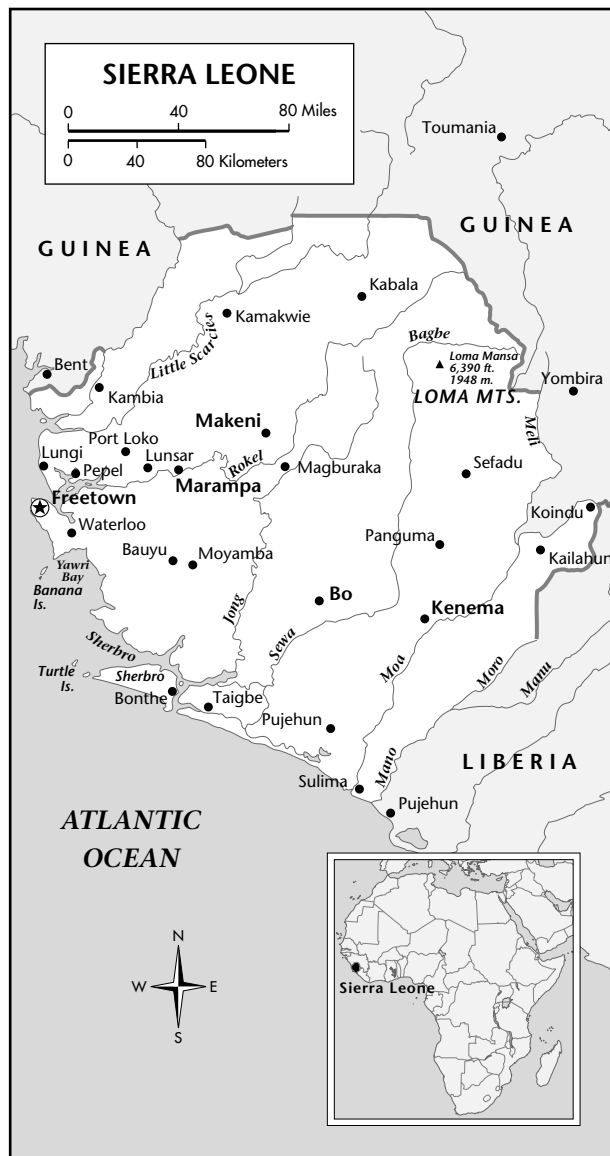 SIERRA LEONE
0 40 80 Miles
0 40 80 Kilometers
Toumania
GUINEA
GUINEA
Kabala
Kamakwie
Little Scarcies
Bagbe
Loma Mansa
6,390 ft.
1948 m.
LOMA MTS.
Bent
Kambia
Yombira
Meli
Makeni
Port Loko
Lungi
Lunsar
Pepel
Marampa
Rokel
Magburaka
Sefadu
Freetown
Koindu
Waterloo
Panguma
Kailahun
Bauyu
Moyamba
Yawri
Bay
Banana
Is.
Jong
Bo
Sewa
Kenema
Sherbro
Moa
Moro
Manu
Turtle
Is.
Sherbro
Bonthe
Taigbe
Pujehun
Mano
LIBERIA
Sulima
Pujehun
ATLANTIC
OCEAN
N
W E
S
Sierra Leone